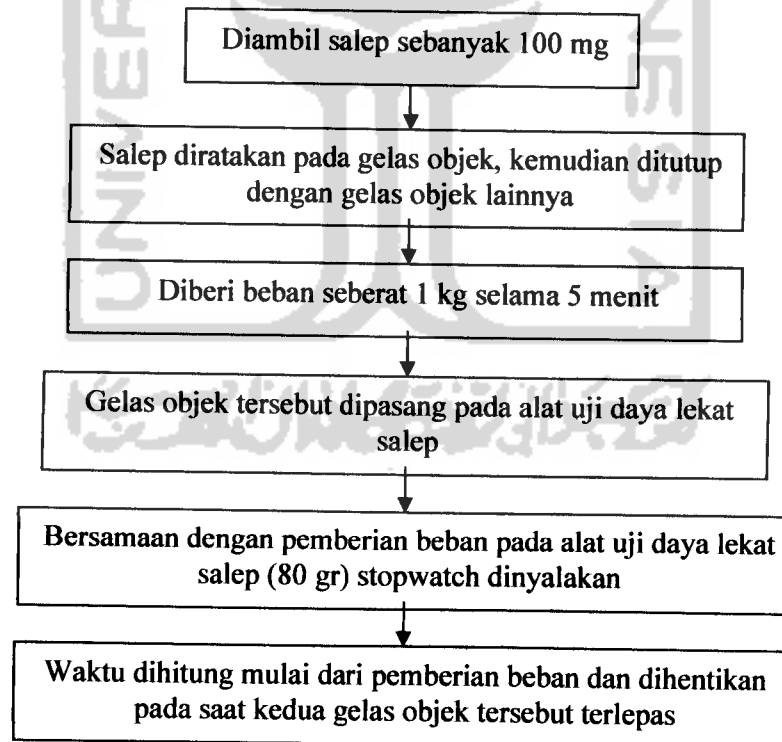 Diambil salep sebanyak 100 mg
Salep diratakan pada gelas objek, kemudian ditutup
dengan gelas objek lainnya
Diberi beban seberat 1 kg selama 5 menit
Gelas objek tersebut dipasang pada alat uji daya lekat
salep
Bersamaan dengan pemberian beban pada alat uji daya lekat
salep (80 gr) stopwatch dinyalakan
Waktu dihitung mulai dari pemberian beban dan dihentikan
pada saat kedua gelas objek tersebut terlepas